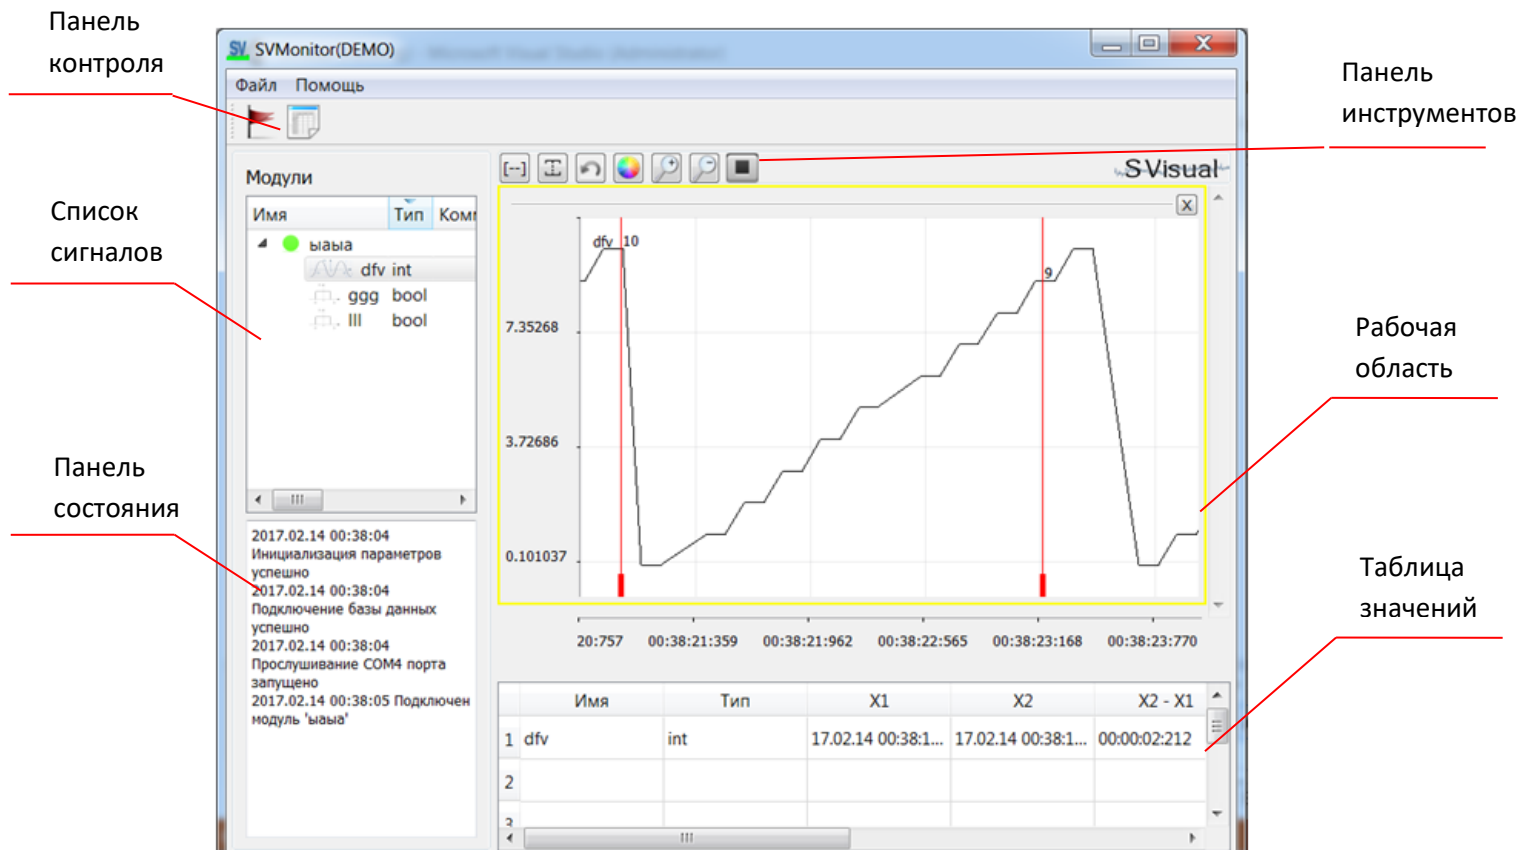 Панель
контроля
SV SVMonitor(DEMO)
Файл Помощь
Панель
инструментов
Модули
[--]
SVisual
Список
сигналов
Имя Тип Комм
ыаыа
dfv int
ggg bool
lll bool
X
dfv 10
9
7.35268
3.72686
0.101037
Рабочая
область
Панель
состояния
2017.02.14 00:38:04
Инициализация параметров
успешно
2017.02.14 00:38:04
Подключение базы данных
успешно
2017.02.14 00:38:04
Прослушивание COM4 порта
запущено
2017.02.14 00:38:05 Подключен
модуль 'ыаыа'
Таблица
значений
20:757 00:38:21:359 00:38:21:962 00:38:22:565 00:38:23:168 00:38:23:770
Имя Тип X1 X2 X2 - X1
1 dfv int 17.02.14 00:38:1... 17.02.14 00:38:1... 00:00:02:212
2
3